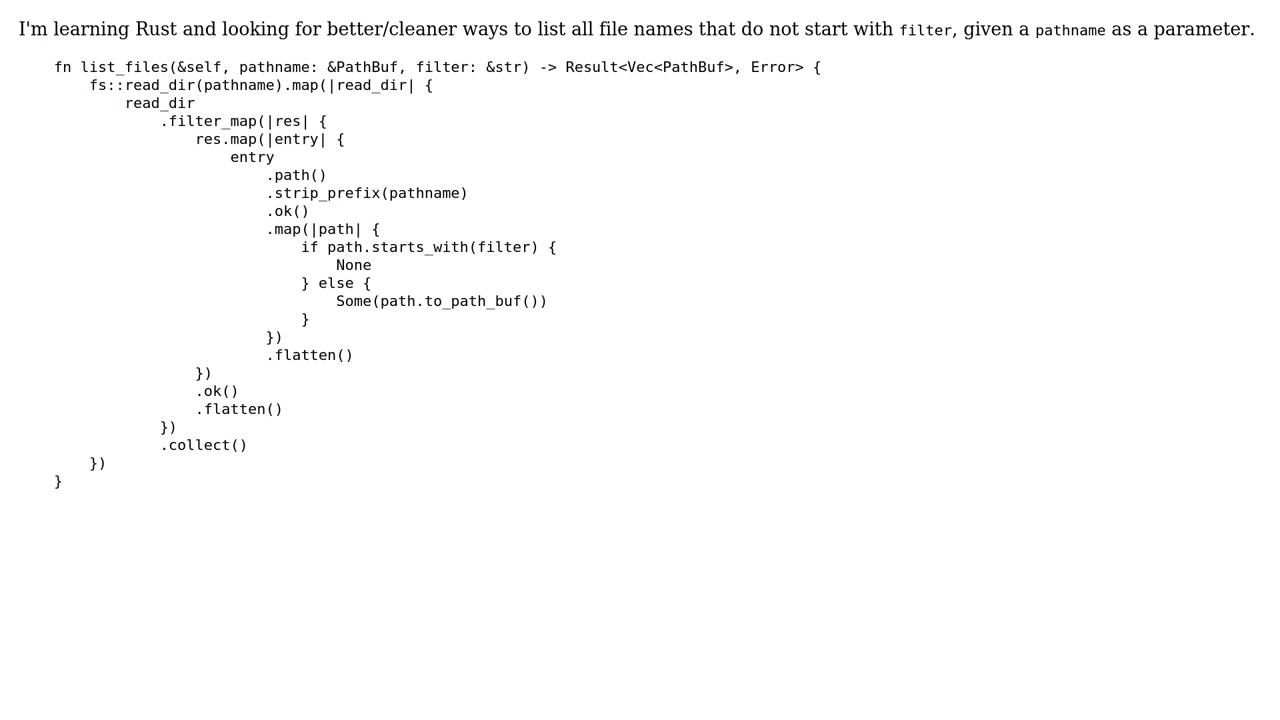 I'm learning Rust and looking for better/cleaner ways to list all file names that do not start with filter, given a pathname as a parameter.
fn list_files(&self, pathname: &PathBuf, filter: &str) -> Result<Vec<PathBuf>, Error> {
    fs::read_dir(pathname).map(|read_dir| {
        read_dir
            .filter_map(|res| {
                res.map(|entry| {
                    entry
                        .path()
                        .strip_prefix(pathname)
                        .ok()
                        .map(|path| {
                            if path.starts_with(filter) {
                                None
                            } else {
                                Some(path.to_path_buf())
                            }
                        })
                        .flatten()
                })
                .ok()
                .flatten()
            })
            .collect()
    })
}